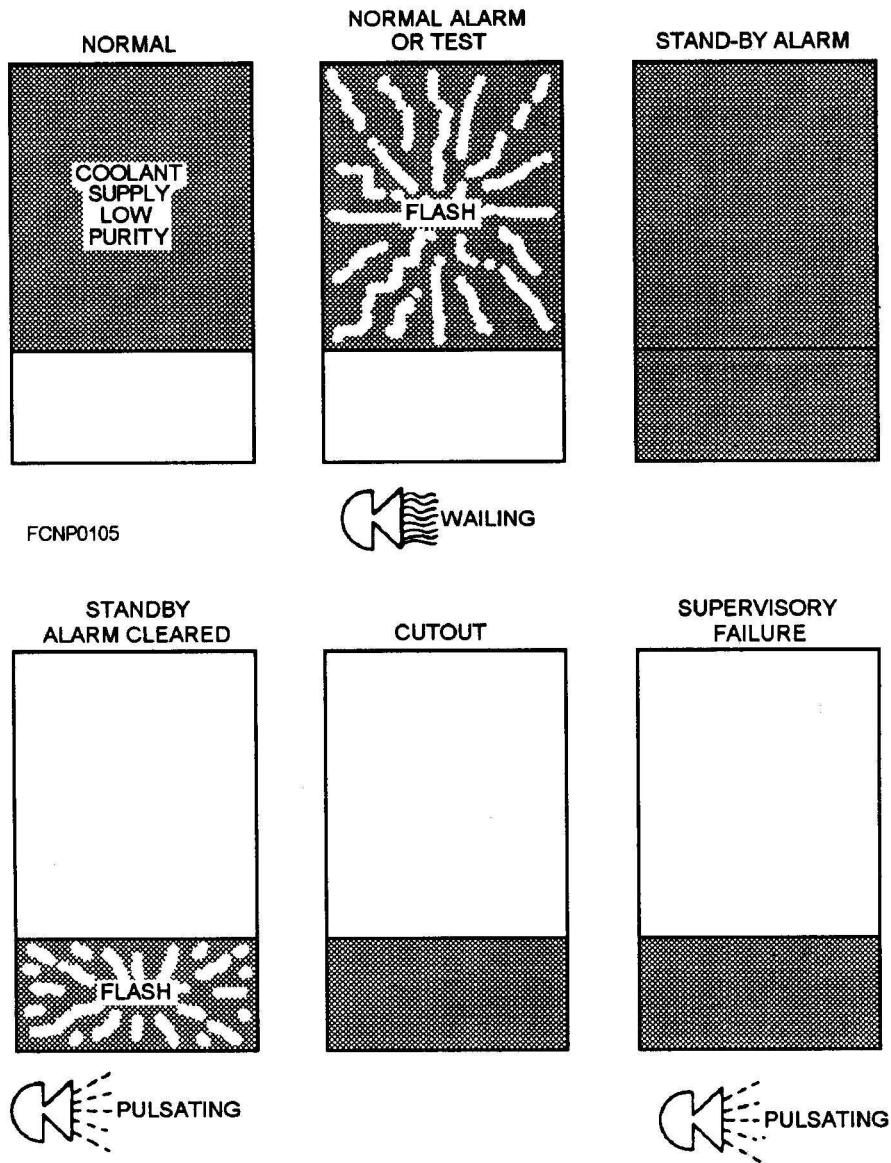 NORMAL
NORMAL ALARM
OR TEST
STAND-BY ALARM
COOLANT
SUPPLY
LOW
PURITY
FLASH
FCNP0105
WAILING
STANDBY
ALARM CLEARED
CUTOUT
SUPERVISORY
FAILURE
FLASH
PULSATING
PULSATING